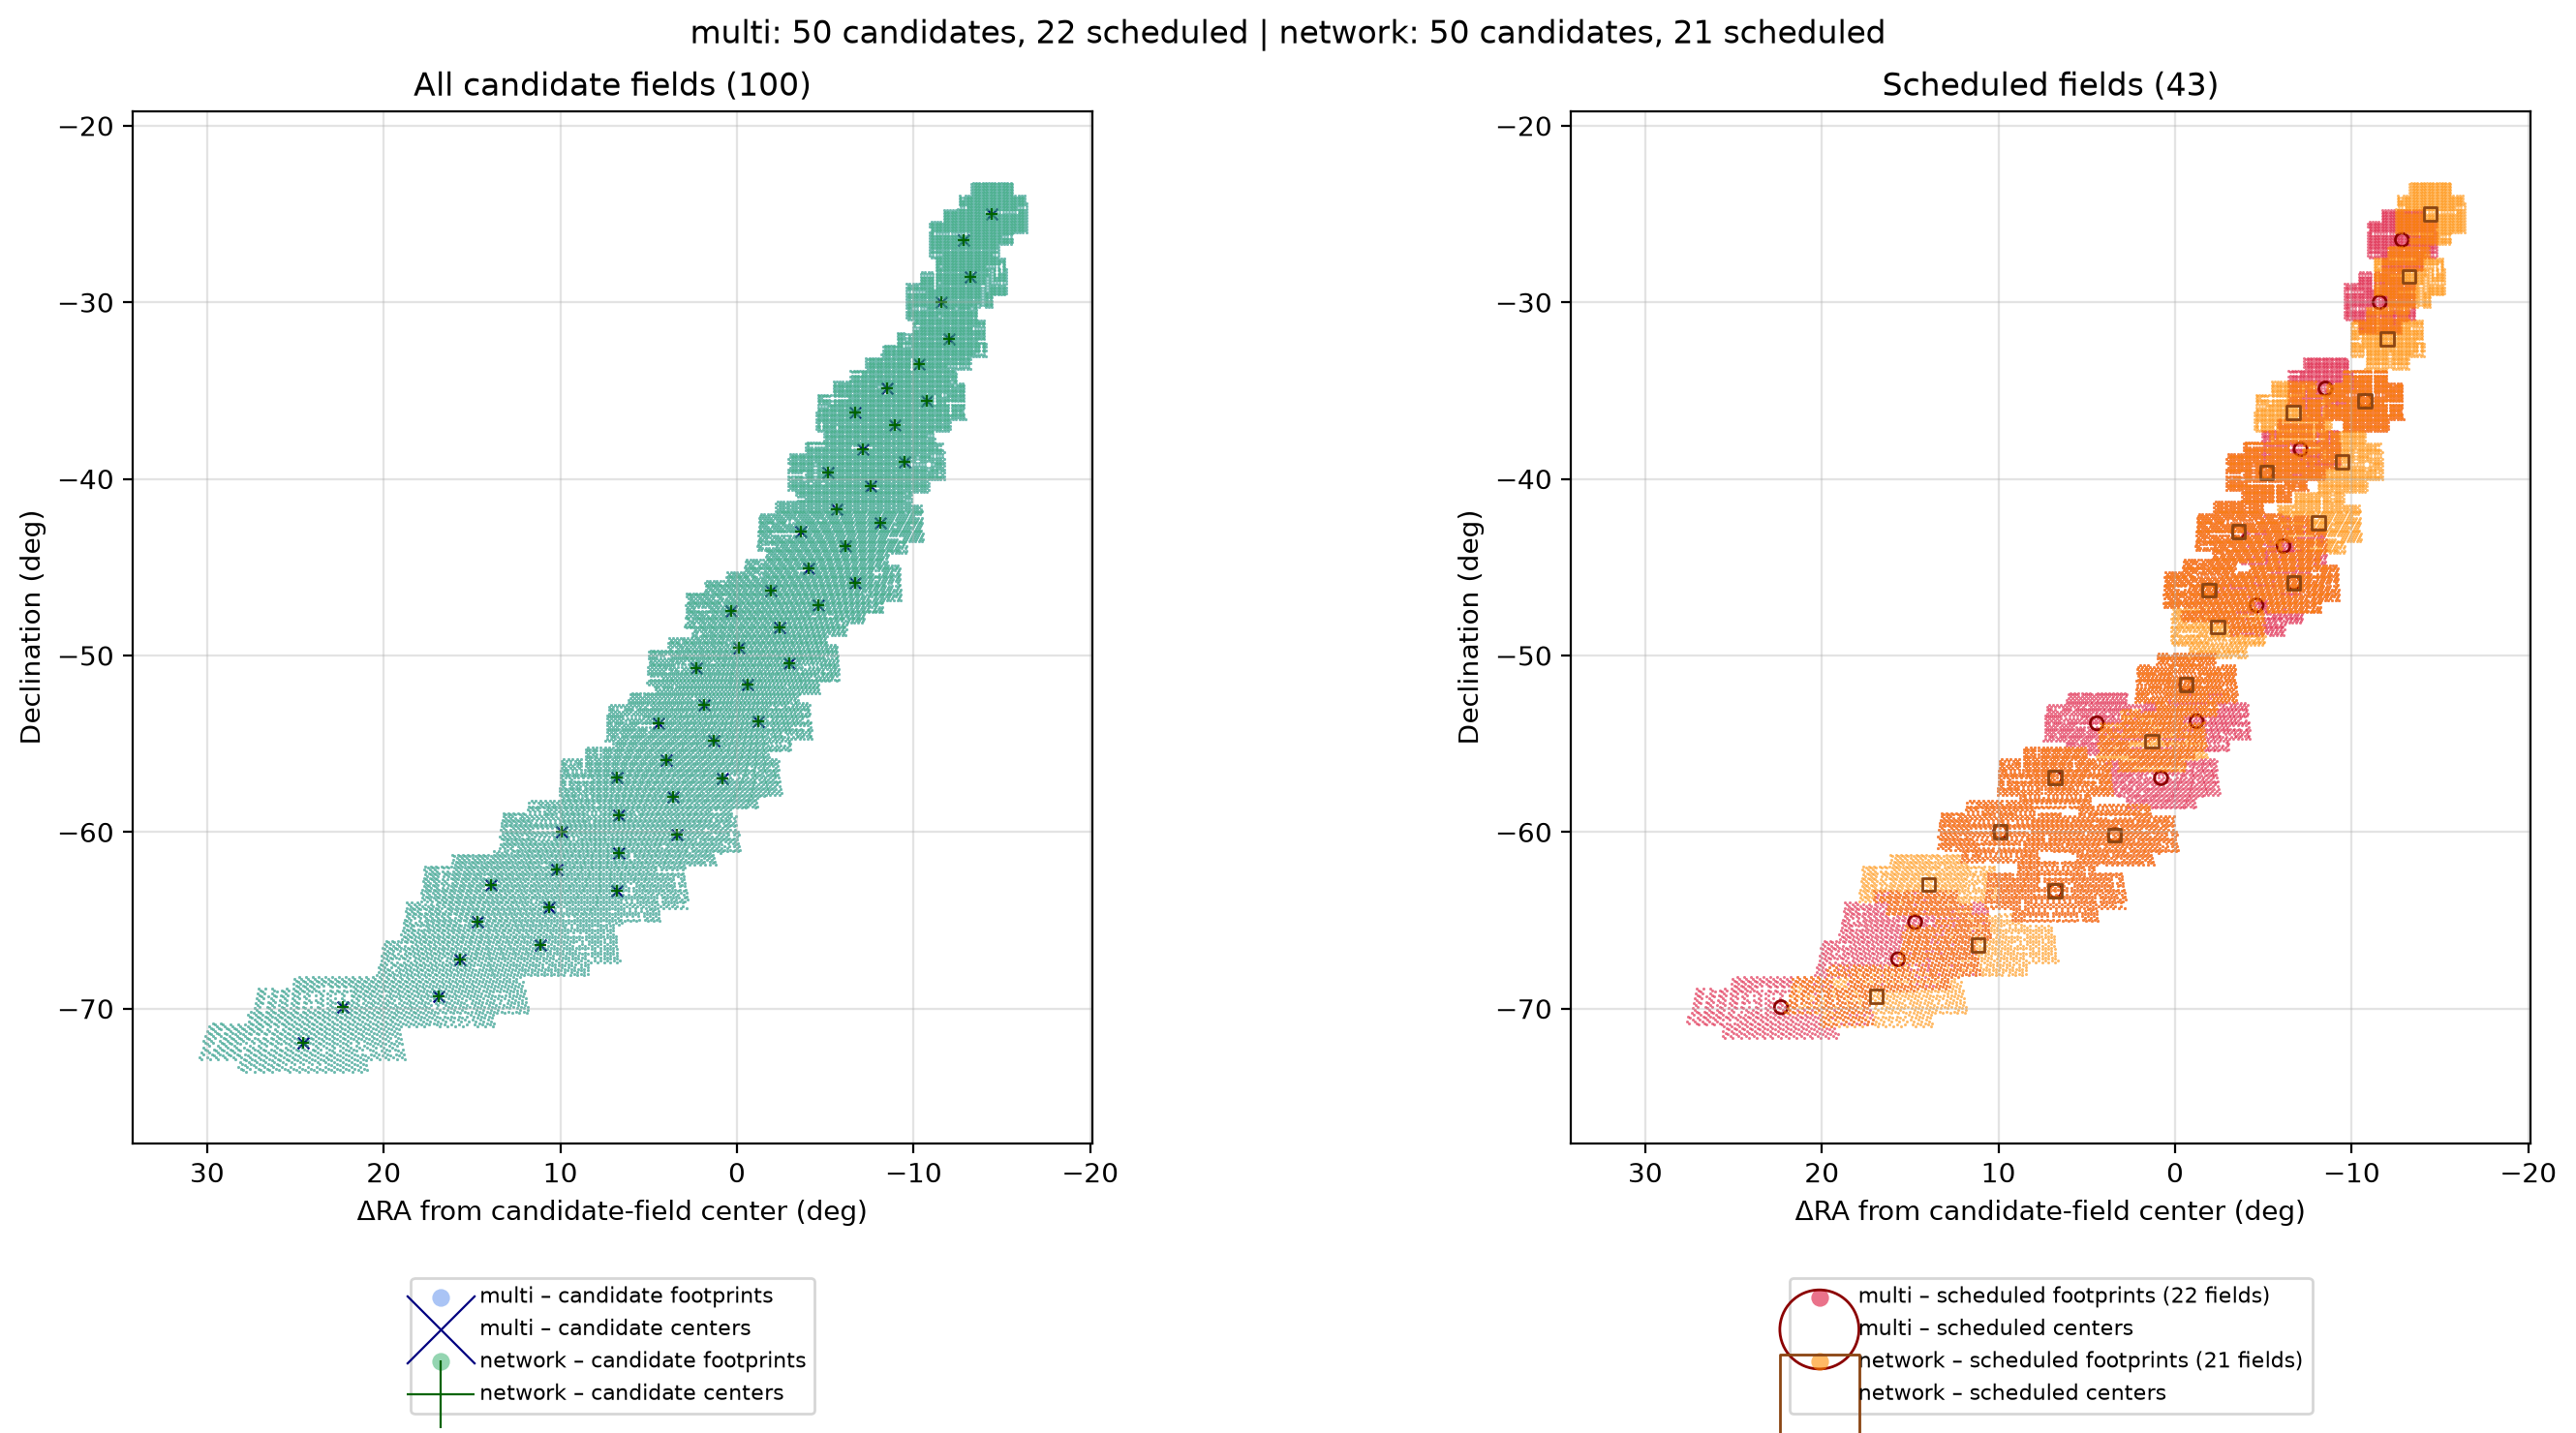 multi: 50 candidates, 22 scheduled | network: 50 candidates, 21 scheduled
All candidate fields (100)
−20
−30
−40
−50
−60
−70
Declination (deg)
30
20
10
0
−10
−20
ΔRA from candidate-field center (deg)
multi – candidate footprints
multi – candidate centers
network – candidate footprints
network – candidate centers
Scheduled fields (43)
−20
−30
−40
−50
−60
−70
Declination (deg)
30
20
10
0
−10
−20
ΔRA from candidate-field center (deg)
multi – scheduled footprints (22 fields)
multi – scheduled centers
network – scheduled footprints (21 fields)
network – scheduled centers